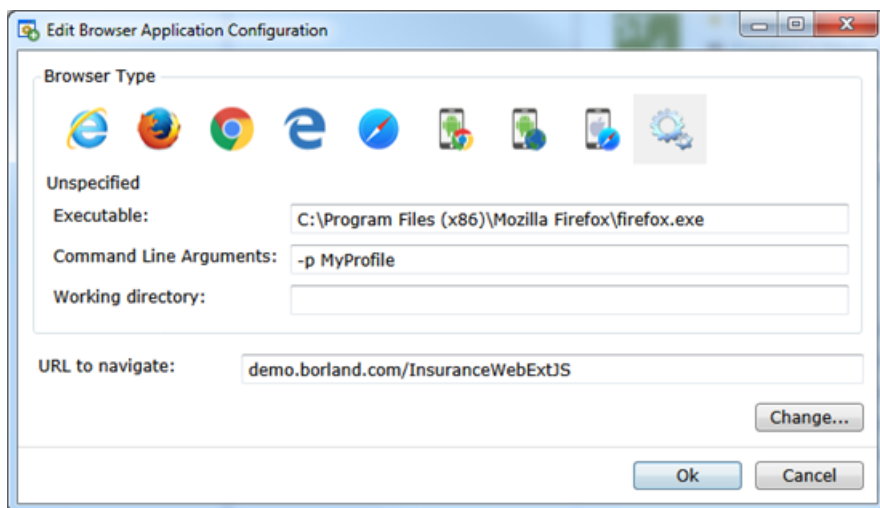 Edit Browser Application Configuration
Browser Type
Unspecified
Executable: C:\Program Files (x86)\Mozilla Firefox\firefox.exe
Command Line Arguments: -p MyProfile
Working directory:
URL to navigate: demo.borland.com/InsuranceWebExtJS
Change...
Ok Cancel